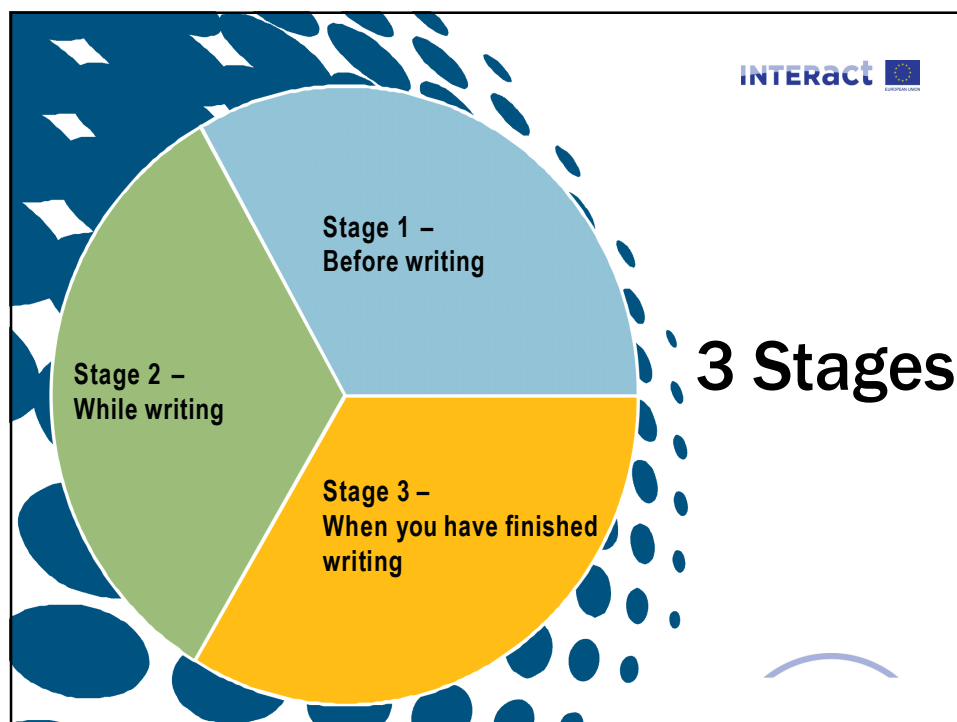 INTERact
EUROPEAN UNION
Stage 1 –
Before writing
3 Stages
Stage 2 –
While writing
Stage 3 –
When you have finished
writing